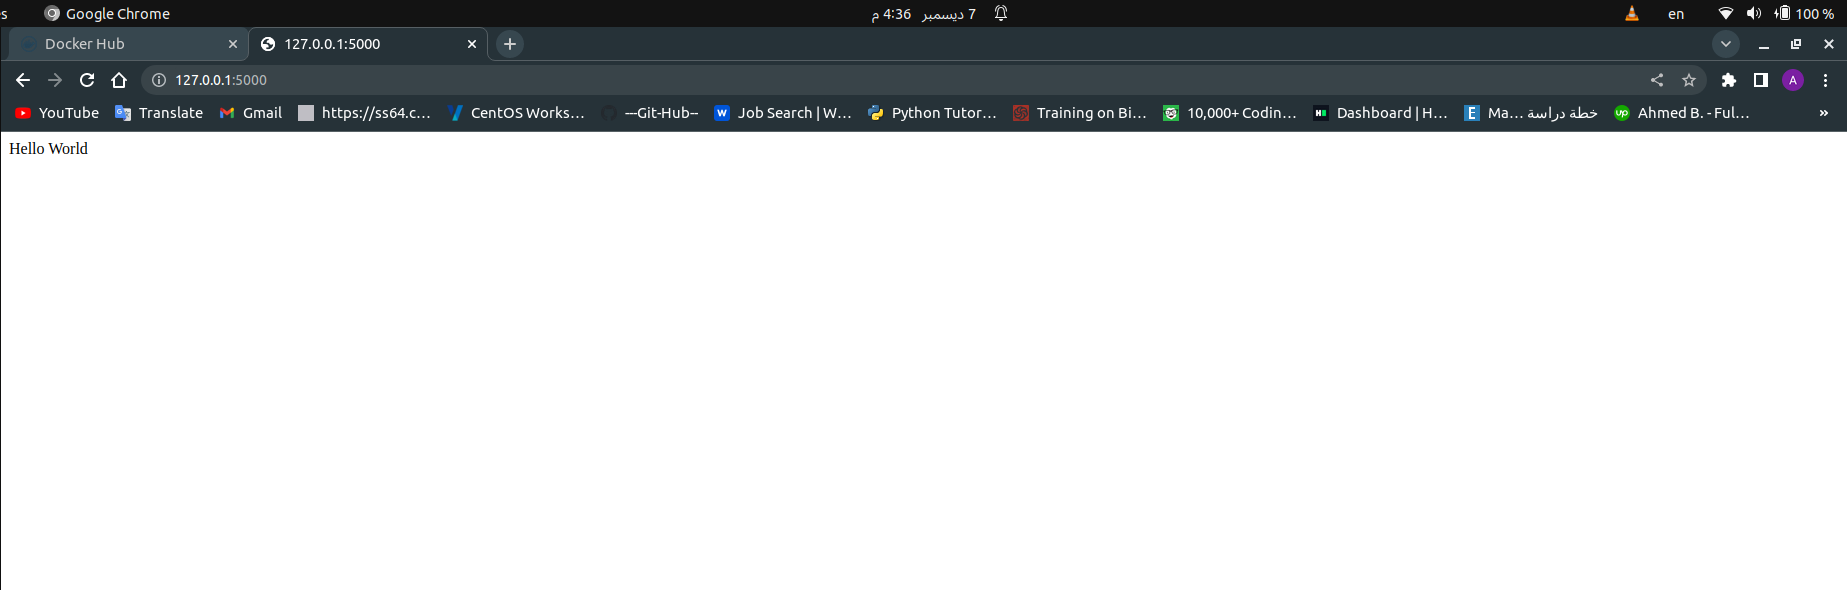 es Google Chrome 7 ديسمبر 4:36 م en 100 %
Docker Hub 127.0.0.1:5000
127.0.0.1:5000 A
YouTube Translate Gmail https://ss64.c... CentOS Works... ---Git-Hub-- Job Search | W... Python Tutor... Training on Bi... 10,000+ Codin... Dashboard | H... Ma... خطة دراسة Ahmed B. - Ful... »
Hello World